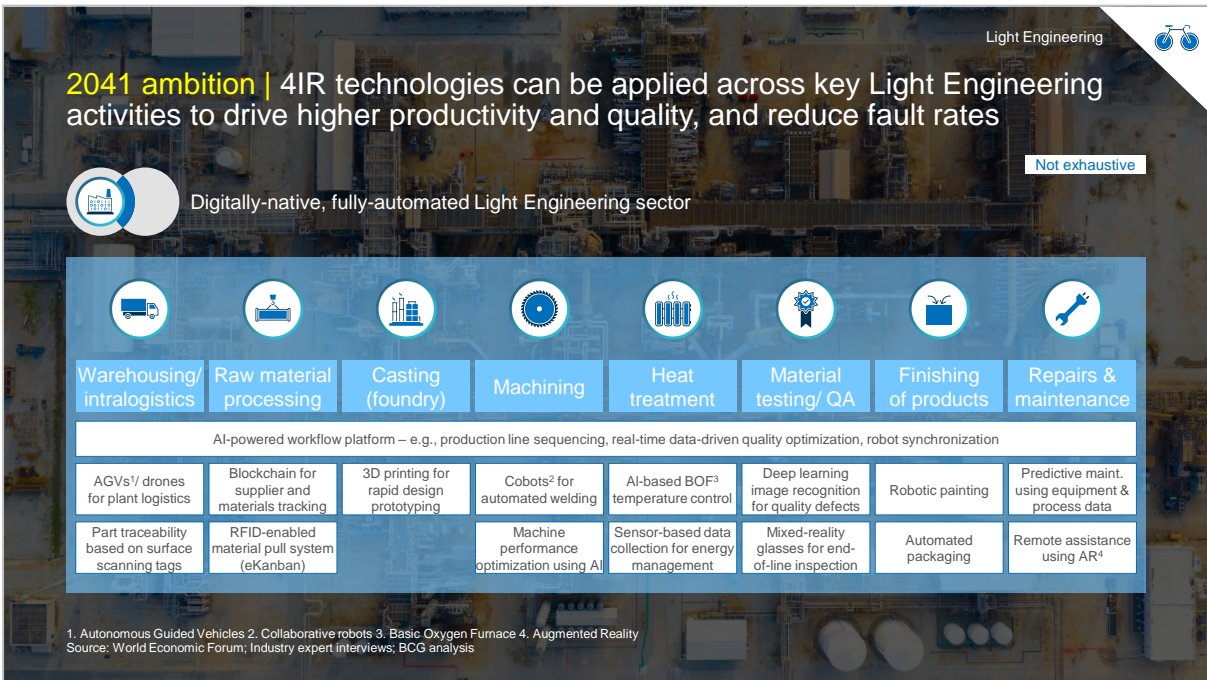 Light Engineering
2041 ambition | 4IR technologies can be applied across key Light Engineering
activities to drive higher productivity and quality, and reduce fault rates
Not exhaustive
Digitally-native, fully-automated Light Engineering sector
Warehousing/
intralogistics
Raw material
processing
Casting
(foundry)
Machining
Heat
treatment
Material
testing/ QA
Finishing
of products
Repairs &
maintenance
AI-powered workflow platform – e.g., production line sequencing, real-time data-driven quality optimization, robot synchronization
AGVs¹/ drones
for plant logistics
Blockchain for
supplier and
materials tracking
3D printing for
rapid design
prototyping
Cobots² for
automated welding
AI-based BOF³
temperature control
Deep learning
image recognition
for quality defects
Robotic painting
Predictive maint.
using equipment &
process data
Part traceability
based on surface
scanning tags
RFID-enabled
material pull system
(eKanban)
Machine
performance
optimization using AI
Sensor-based data
collection for energy
management
Mixed-reality
glasses for end-
of-line inspection
Automated
packaging
Remote assistance
using AR⁴
1. Autonomous Guided Vehicles 2. Collaborative robots 3. Basic Oxygen Furnace 4. Augmented Reality
Source: World Economic Forum; Industry expert interviews; BCG analysis